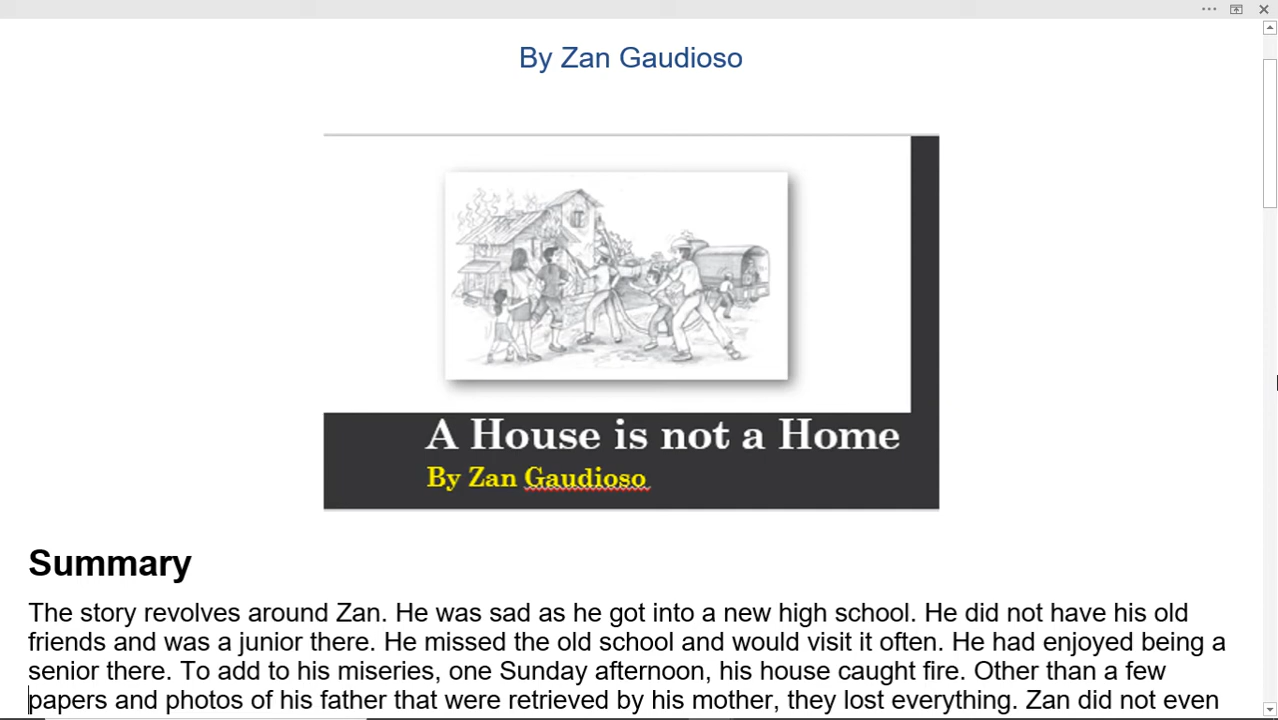 By Zan Gaudioso
A House is not a Home
By Zan Gaudioso
Summary
The story revolves around Zan. He was sad as he got into a new high school. He did not have his old
friends and was a junior there. He missed the old school and would visit it often. He had enjoyed being a
senior there. To add to his miseries, one Sunday afternoon, his house caught fire. Other than a few
papers and photos of his father that were retrieved by his mother, they lost everything. Zan did not even